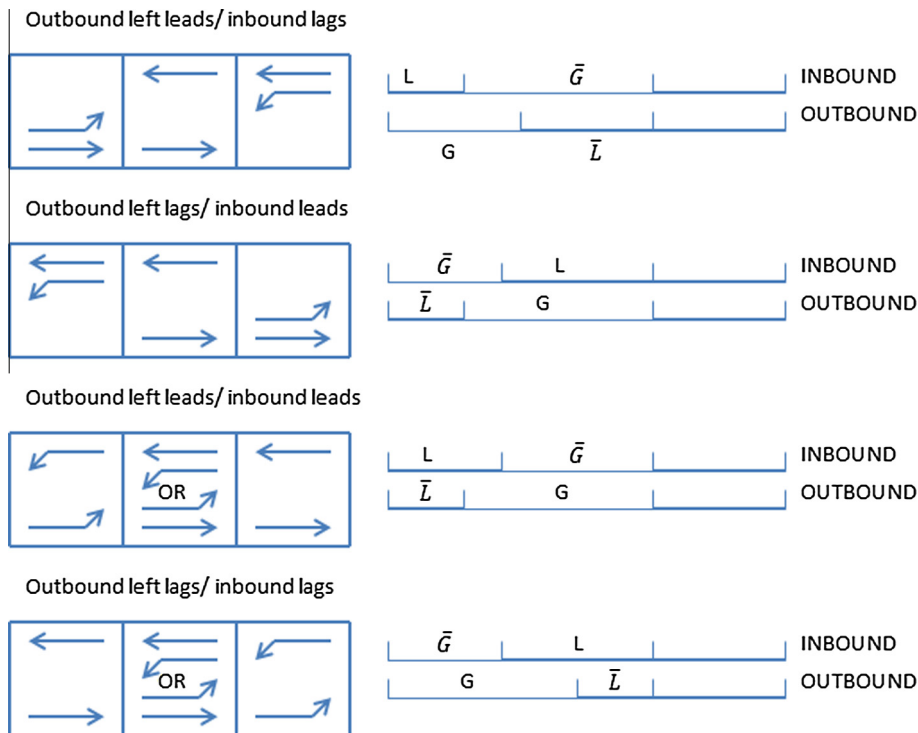 Outbound left leads/ inbound lags
L Ḡ INBOUND
OUTBOUND
G L̄
Outbound left lags/ inbound leads
Ḡ L INBOUND
L̄ G OUTBOUND
Outbound left leads/ inbound leads
L Ḡ INBOUND
OR L̄ G OUTBOUND
Outbound left lags/ inbound lags
Ḡ L INBOUND
OR G L̄ OUTBOUND